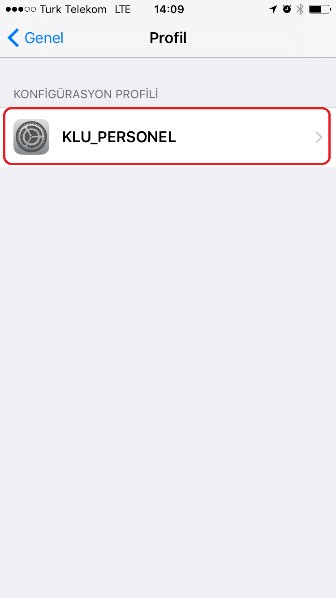 Turk Telekom LTE 14:09
Genel Profil
KONFİGÜRASYON PROFİLİ
KLU_PERSONEL